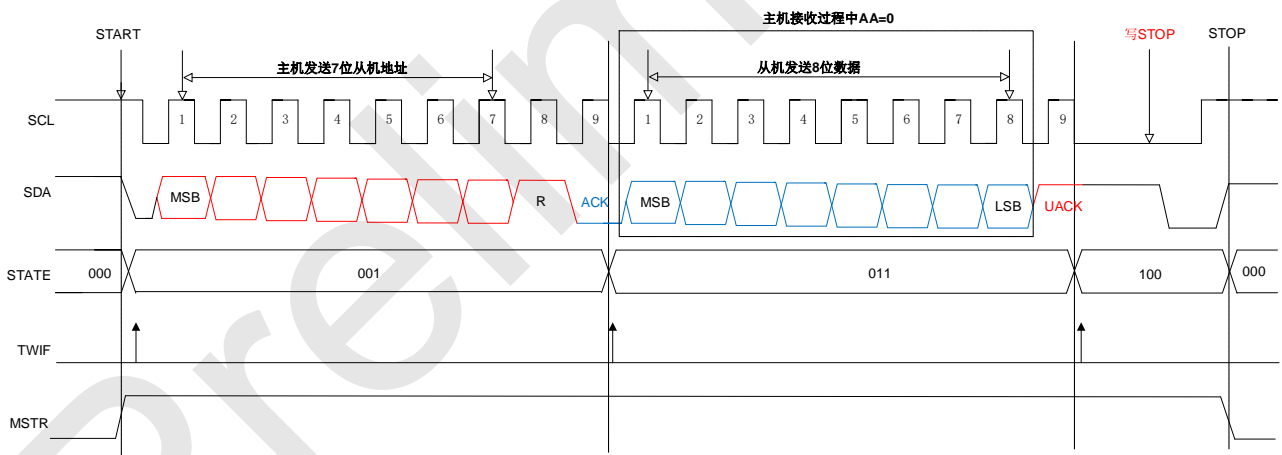 主机接收过程中AA=0
START
写STOP
STOP
主机发送7位从机地址
从机发送8位数据
SCL
1 2 3 4 5 6 7 8 9 1 2 3 4 5 6 7 8 9
SDA
MSB R ACK MSB LSB UACK
STATE
000 001 011 100 000
TWIF
MSTR
Prelim